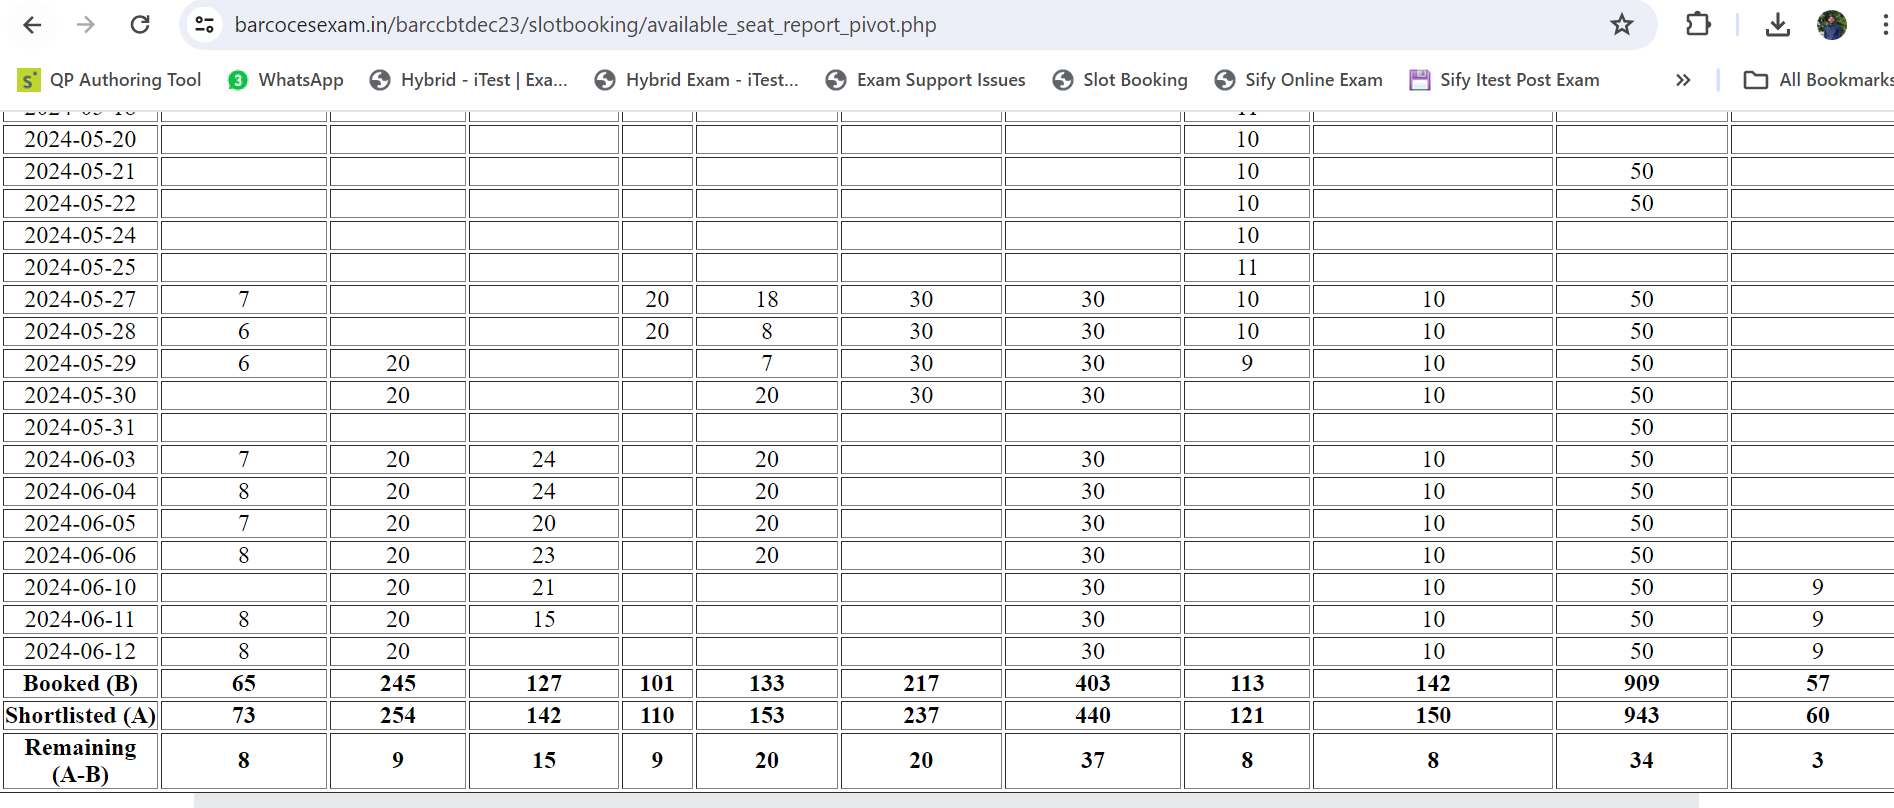 barcocesexam.in/barccbtdec23/slotbooking/available_seat_report_pivot.php
QP Authoring Tool 3 WhatsApp Hybrid - iTest | Exa... Hybrid Exam - iTest... Exam Support Issues Slot Booking Sify Online Exam Sify Itest Post Exam » All Bookmarks
2024-05-18 11
2024-05-20 10
2024-05-21 10 50
2024-05-22 10 50
2024-05-24 10
2024-05-25 11
2024-05-27 7 20 18 30 30 10 10 50
2024-05-28 6 20 8 30 30 10 10 50
2024-05-29 6 20 7 30 30 9 10 50
2024-05-30 20 20 30 30 10 50
2024-05-31 50
2024-06-03 7 20 24 20 30 10 50
2024-06-04 8 20 24 20 30 10 50
2024-06-05 7 20 20 20 30 10 50
2024-06-06 8 20 23 20 30 10 50
2024-06-10 20 21 30 10 50 9
2024-06-11 8 20 15 30 10 50 9
2024-06-12 8 20 30 10 50 9
Booked (B) 65 245 127 101 133 217 403 113 142 909 57
Shortlisted (A) 73 254 142 110 153 237 440 121 150 943 60
Remaining
(A-B) 8 9 15 9 20 20 37 8 8 34 3